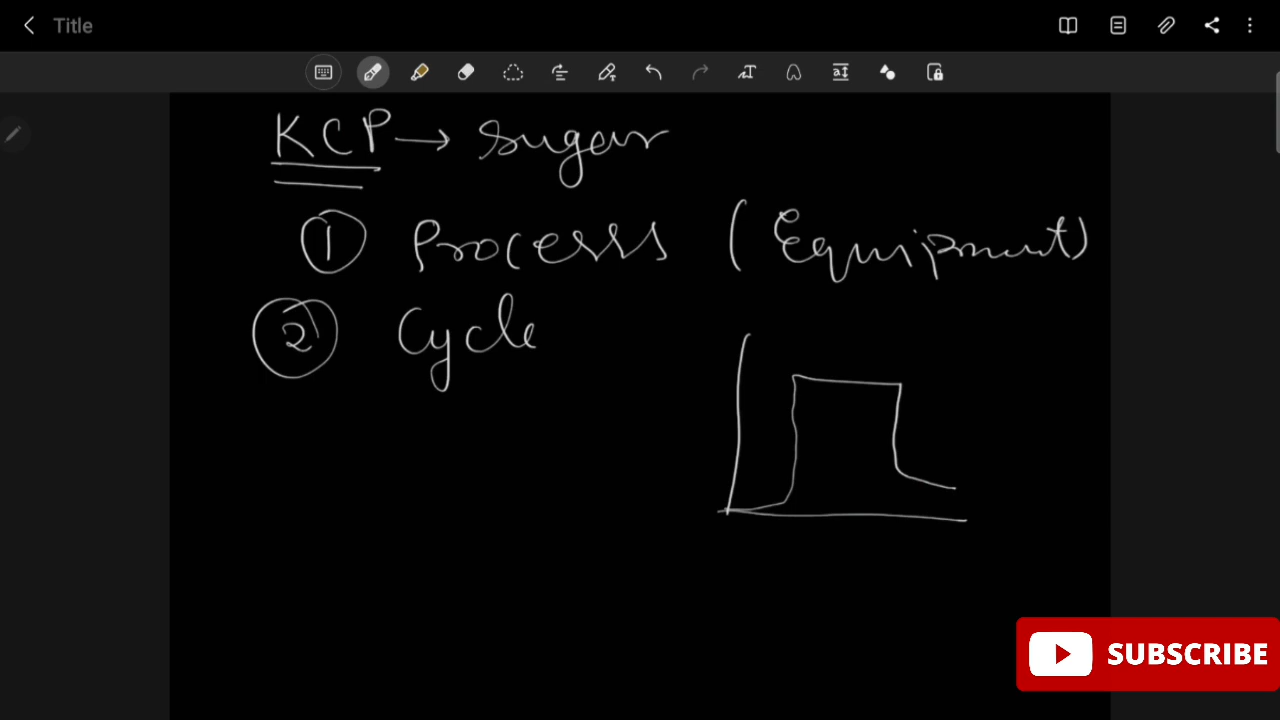 Title
KCP → Sugar
① Process (Equipment)
② Cycle
SUBSCRIBE